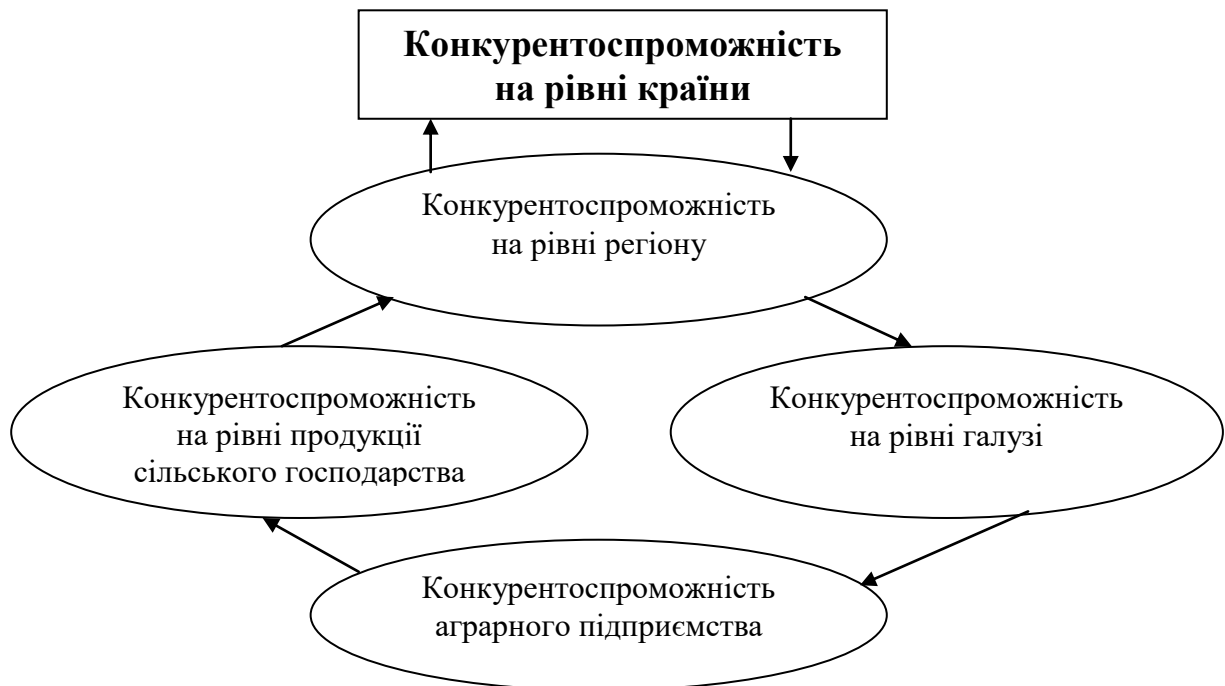 Конкурентоспроможність
на рівні країни
Конкурентоспроможність
на рівні регіону
Конкурентоспроможність
на рівні продукції
сільського господарства
Конкурентоспроможність
на рівні галузі
Конкурентоспроможність
аграрного підприємства